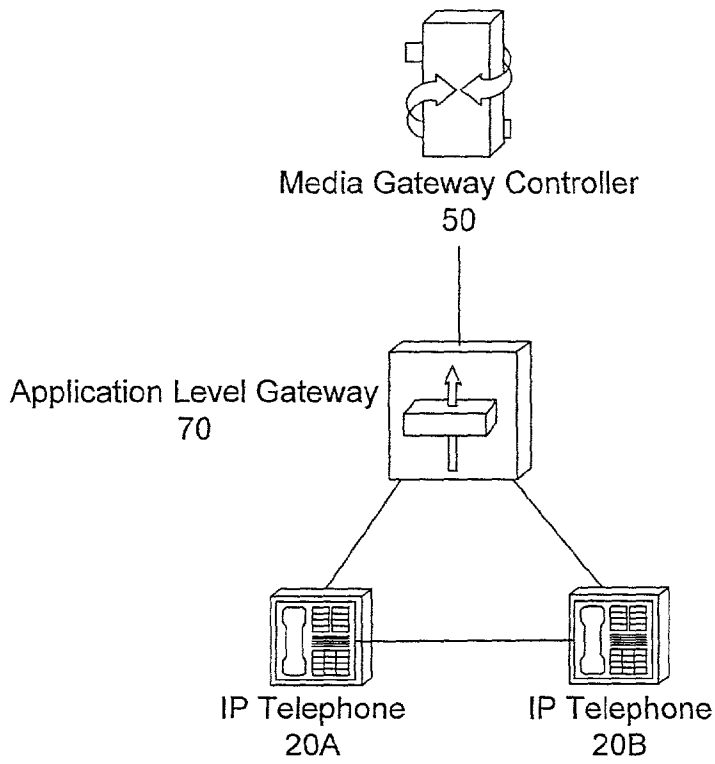 Media Gateway Controller
50
Application Level Gateway
70
IP Telephone
20A
IP Telephone
20B